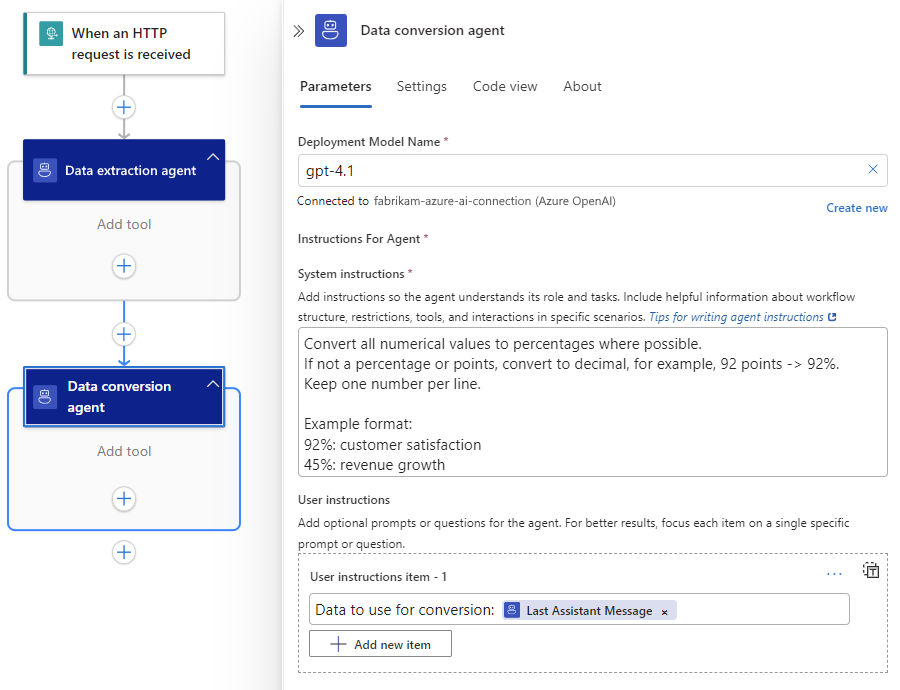 When an HTTP
request is received
Data extraction agent
Add tool
Data conversion
agent
Add tool
Data conversion agent
Parameters
Settings
Code view
About
Deployment Model Name *
gpt-4.1
Connected to fabrikam-azure-ai-connection (Azure OpenAI)
Create new
Instructions For Agent *
System instructions *
Add instructions so the agent understands its role and tasks. Include helpful information about workflow
structure, restrictions, tools, and interactions in specific scenarios. Tips for writing agent instructions
Convert all numerical values to percentages where possible.
If not a percentage or points, convert to decimal, for example, 92 points -> 92%.
Keep one number per line.
Example format:
92%: customer satisfaction
45%: revenue growth
User instructions
Add optional prompts or questions for the agent. For better results, focus each item on a single specific
prompt or question.
User instructions item - 1
Data to use for conversion: Last Assistant Message ×
Add new item